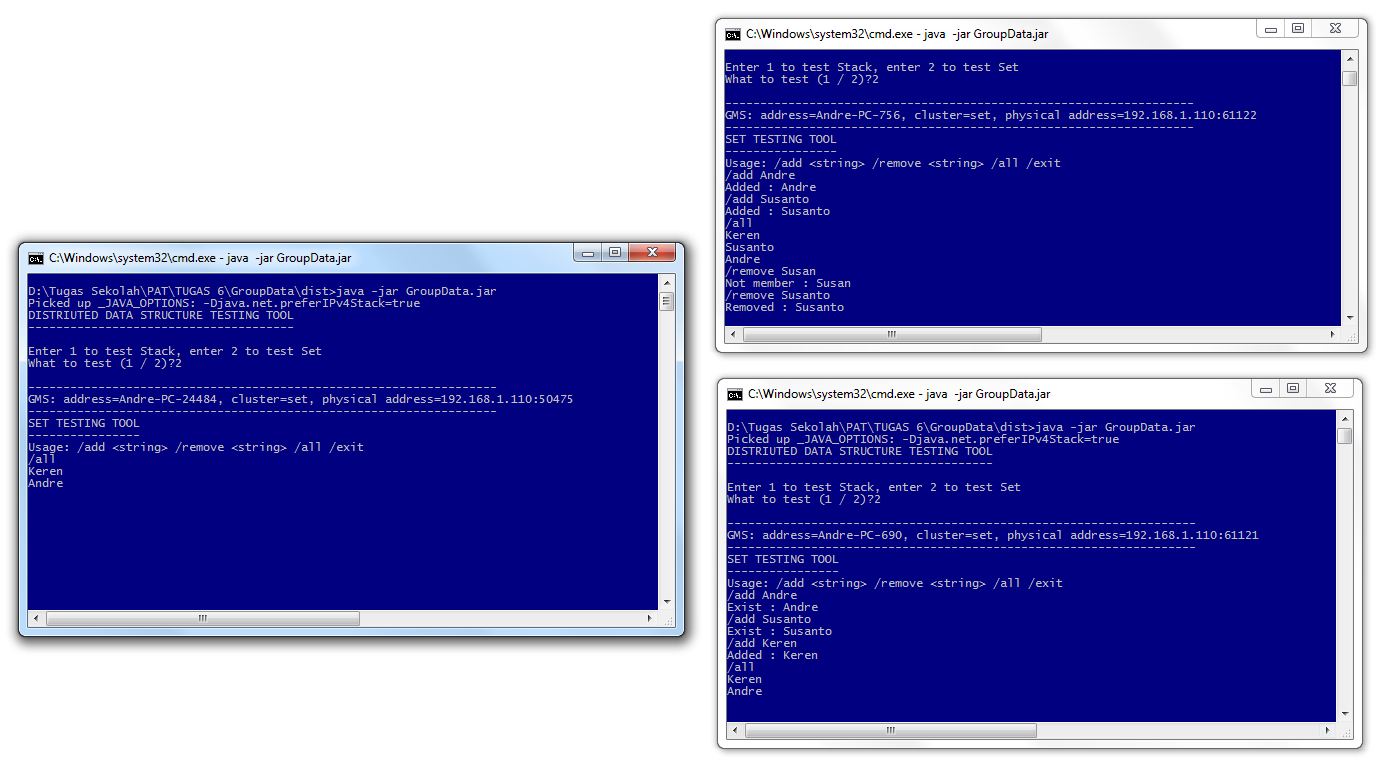 C:\Windows\system32\cmd.exe - java  -jar GroupData.jar
D:\Tugas Sekolah\PAT\TUGAS 6\GroupData\dist>java -jar GroupData.jar
Picked up _JAVA_OPTIONS: -Djava.net.preferIPv4Stack=true
DISTRIUTED DATA STRUCTURE TESTING TOOL
--------------------------------------
Enter 1 to test Stack, enter 2 to test Set
What to test (1 / 2)?2
-------------------------------------------------------------------
GMS: address=Andre-PC-24484, cluster=set, physical address=192.168.1.110:50475
-------------------------------------------------------------------
SET TESTING TOOL
----------------
Usage: /add <string> /remove <string> /all /exit
/all
Keren
Andre
C:\Windows\system32\cmd.exe - java  -jar GroupData.jar
Enter 1 to test Stack, enter 2 to test Set
What to test (1 / 2)?2
-------------------------------------------------------------------
GMS: address=Andre-PC-756, cluster=set, physical address=192.168.1.110:61122
-------------------------------------------------------------------
SET TESTING TOOL
----------------
Usage: /add <string> /remove <string> /all /exit
/add Andre
Added : Andre
/add Susanto
Added : Susanto
/all
Keren
Susanto
Andre
/remove Susan
Not member : Susan
/remove Susanto
Removed : Susanto
C:\Windows\system32\cmd.exe - java  -jar GroupData.jar
D:\Tugas Sekolah\PAT\TUGAS 6\GroupData\dist>java -jar GroupData.jar
Picked up _JAVA_OPTIONS: -Djava.net.preferIPv4Stack=true
DISTRIUTED DATA STRUCTURE TESTING TOOL
--------------------------------------
Enter 1 to test Stack, enter 2 to test Set
What to test (1 / 2)?2
-------------------------------------------------------------------
GMS: address=Andre-PC-690, cluster=set, physical address=192.168.1.110:61121
-------------------------------------------------------------------
SET TESTING TOOL
----------------
Usage: /add <string> /remove <string> /all /exit
/add Andre
Exist : Andre
/add Susanto
Exist : Susanto
/add Keren
Added : Keren
/all
Keren
Andre